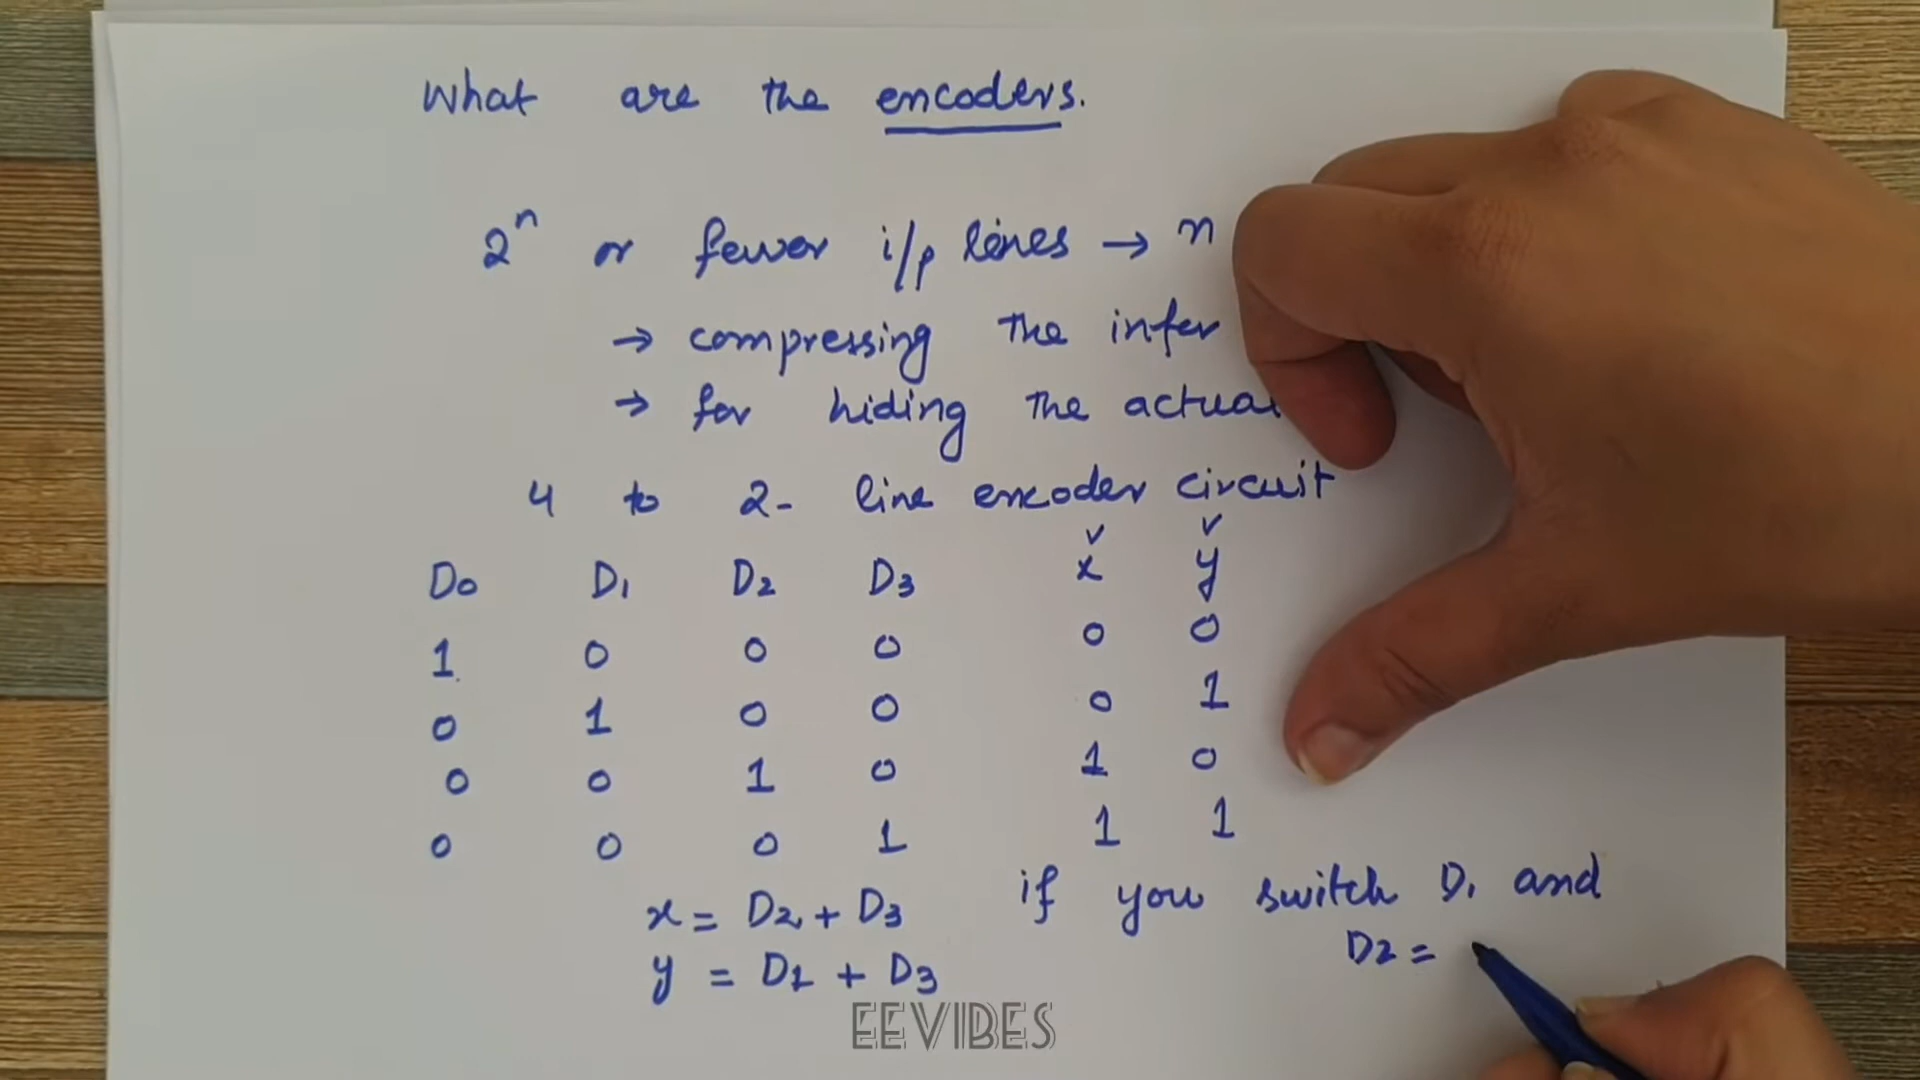 What are the encoders.
2ⁿ or fewer i/p lines → n
→ compressing the infor
→ for hiding the actual
4 to 2- line encoder circuit
D0 D1 D2 D3 x y
1 0 0 0 0 0
0 1 0 0 0 1
0 0 1 0 1 0
0 0 0 1 1 1
x = D2 + D3
y = D1 + D3
if you switch D1 and
D2 =
EEVIBES